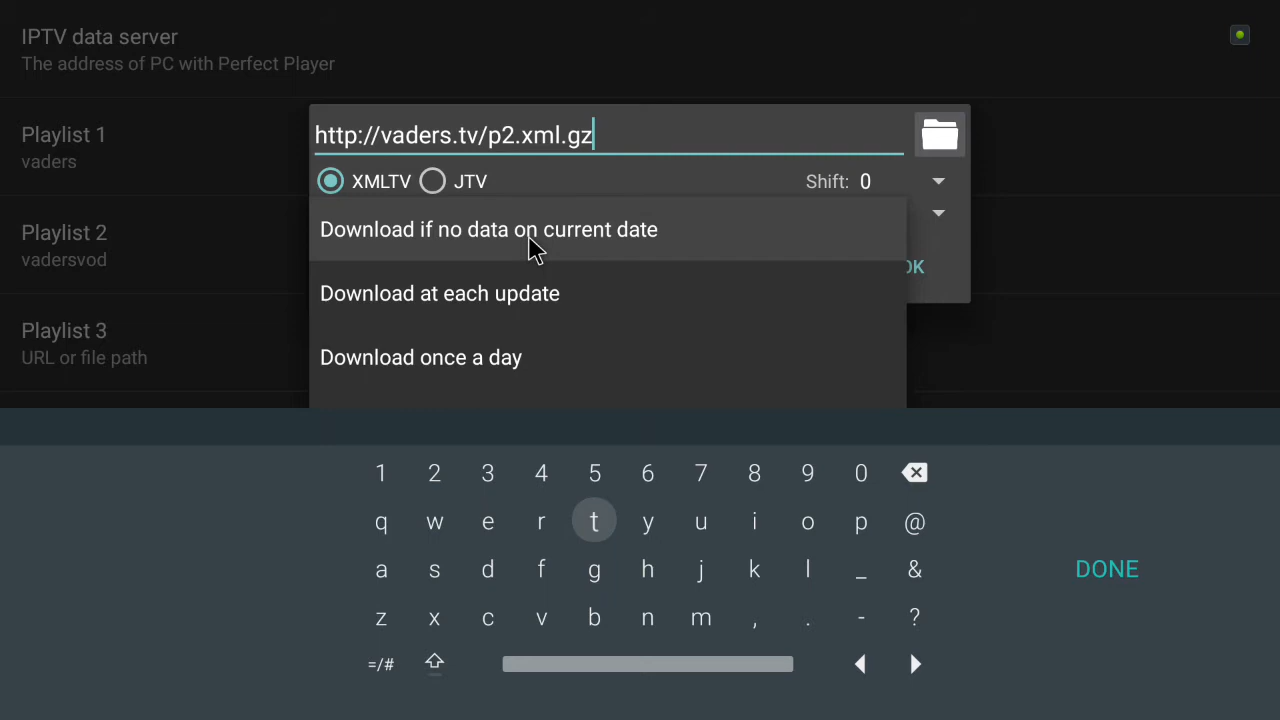 IPTV data server
The address of PC with Perfect Player
Playlist 1
vaders
Playlist 2
vadersvod
Playlist 3
URL or file path
http://vaders.tv/p2.xml.gz
XMLTV JTV Shift: 0
Download if no data on current date
OK
Download at each update
Download once a day
1 2 3 4 5 6 7 8 9 0
q w e r t y u i o p @
a s d f g h j k l _ &
DONE
z x c v b n m , . - ?
=/#